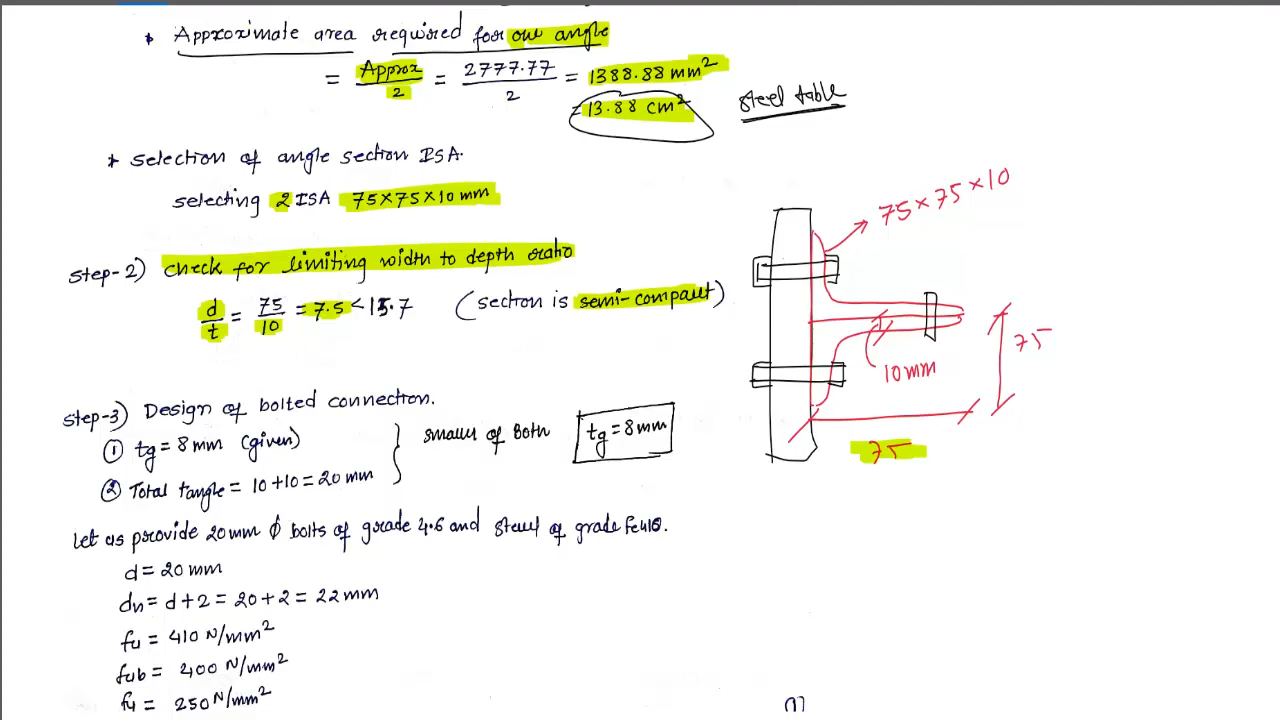 * Approximate area required for one angle
= Approx/2 = 2777.77/2 = 1388.88 mm²
= 13.88 cm²
steel table
* selection of angle section ISA.
selecting 2 ISA 75×75×10 mm
75×75×10
step-2) check for limiting width to depth ratio
d/t = 75/10 = 7.5 < 15.7 (section is semi-compact)
75
10mm
75
step-3) Design of bolted connection.
① tg = 8 mm (given)
smaller of both
tg = 8mm
② Total tangle = 10+10 = 20 mm
Let us provide 20mm ϕ bolts of grade 4.6 and steel of grade fe410.
d = 20 mm
dn = d+2 = 20+2 = 22 mm
fu = 410 N/mm²
fub = 400 N/mm²
fy = 250 N/mm²